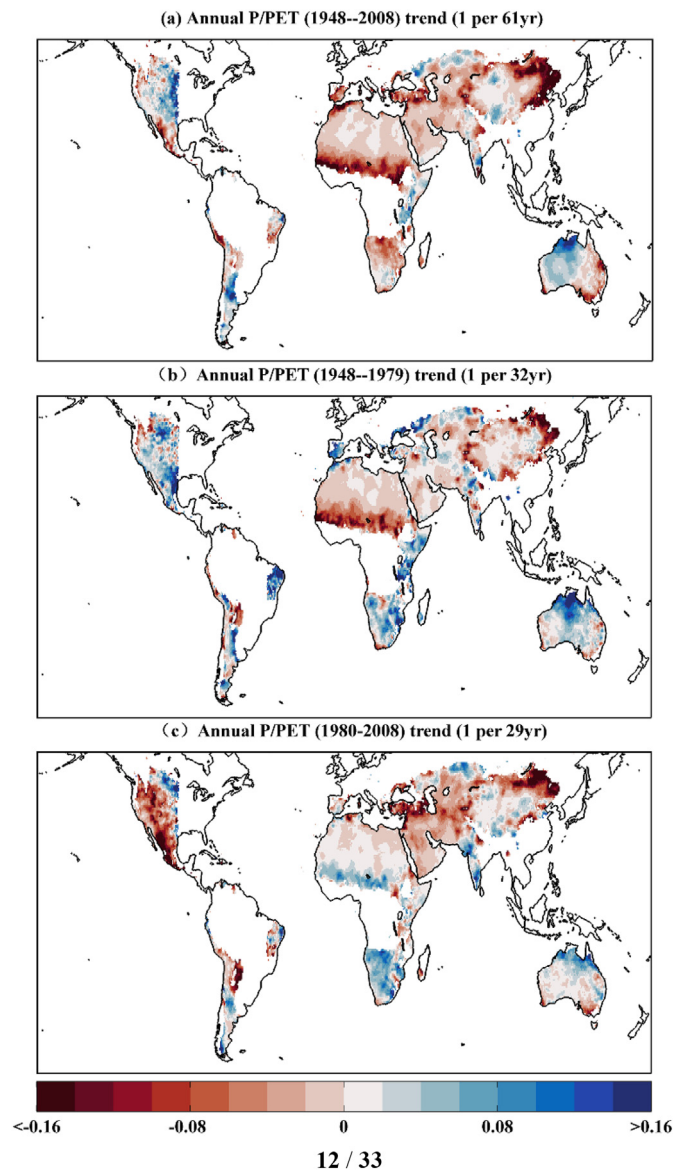 (a) Annual P/PET (1948--2008) trend (1 per 61yr)
（b） Annual P/PET (1948--1979) trend (1 per 32yr)
（c） Annual P/PET (1980-2008) trend (1 per 29yr)
<-0.16 -0.08 0 0.08 >0.16
12 / 33